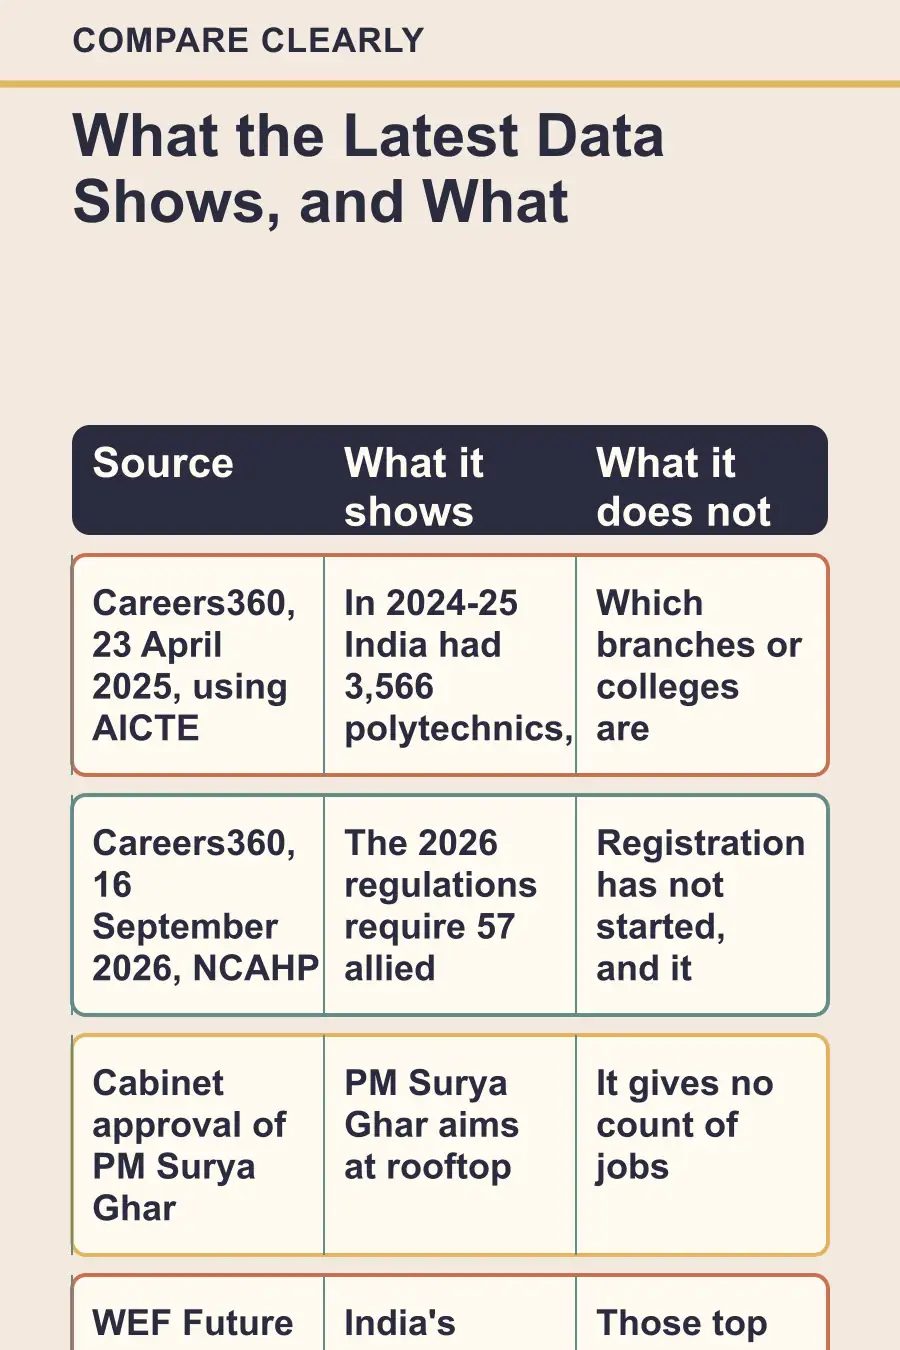 COMPARE CLEARLY
What the Latest Data
Shows, and What
Source
What it
shows
What it
does not
Careers360,
23 April
2025, using
AICTE
In 2024-25
India had
3,566
polytechnics,
Which
branches or
colleges
are
Careers360,
16
September
2026, NCAHP
The 2026
regulations
require 57
allied
Registration
has not
started,
and it
Cabinet
approval of
PM Surya
Ghar
PM Surya
Ghar aims
at rooftop
It gives no
count of
jobs
WEF Future
India's
Those top